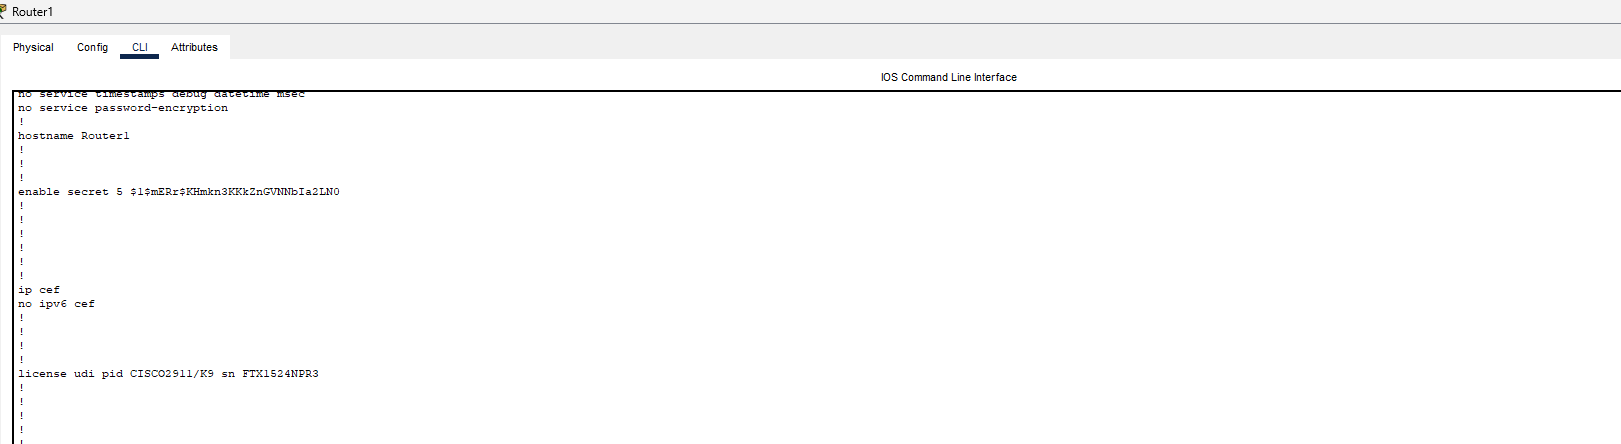 Router1
Physical Config CLI Attributes
IOS Command Line Interface
no service timestamps debug datetime msec
no service password-encryption
!
hostname Router1
!
!
!
enable secret 5 $1$mERr$KHmkn3KKkZnGVNNbIa2LN0
!
!
!
!
!
!
ip cef
no ipv6 cef
!
!
!
!
license udi pid CISCO2911/K9 sn FTX1524NPR3
!
!
!
!
!